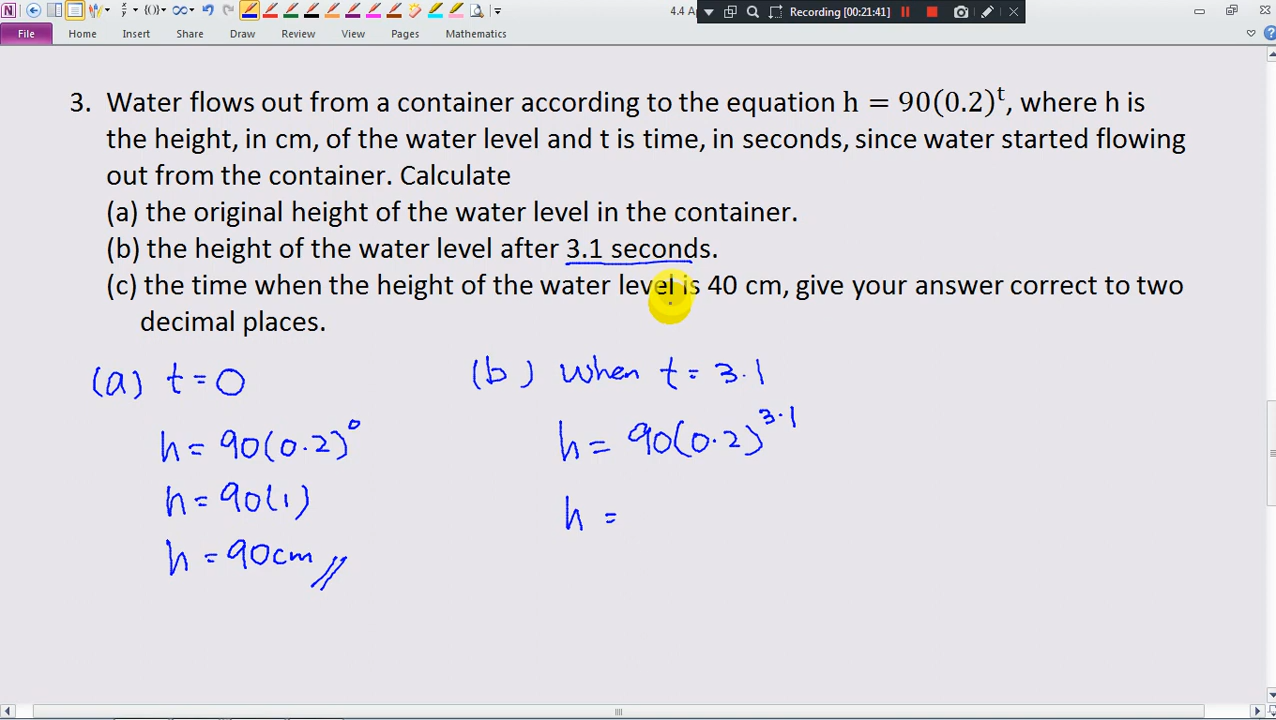 4.4 Ap
Recording [00:21:41]
File Home Insert Share Draw Review View Pages Mathematics
3. Water flows out from a container according to the equation h = 90(0.2)^t, where h is
the height, in cm, of the water level and t is time, in seconds, since water started flowing
out from the container. Calculate
(a) the original height of the water level in the container.
(b) the height of the water level after 3.1 seconds.
(c) the time when the height of the water level is 40 cm, give your answer correct to two
decimal places.
(a) t = 0
h = 90(0.2)^0
h = 90(1)
h = 90cm //
(b) When t = 3.1
h = 90(0.2)^3.1
h =